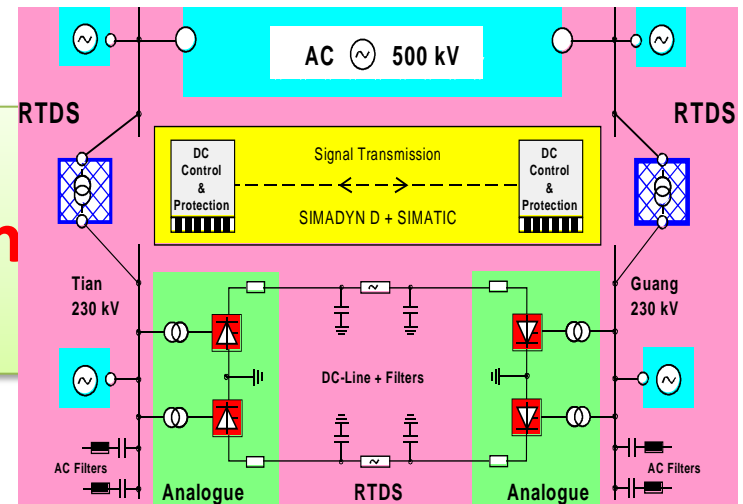 AC 500 kV
RTDS
RTDS
DC
Control
&
Protection
Signal Transmission
SIMADYN D + SIMATIC
DC
Control
&
Protection
Tian
230 kV
Guang
230 kV
DC-Line + Filters
AC Filters
AC Filters
Analogue
RTDS
Analogue